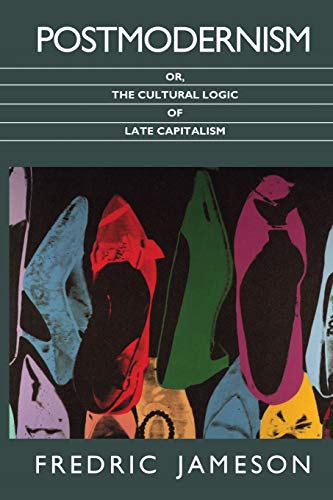 POSTMODERNISM
OR,
THE CULTURAL LOGIC
OF
LATE CAPITALISM
FREDRIC JAMESON